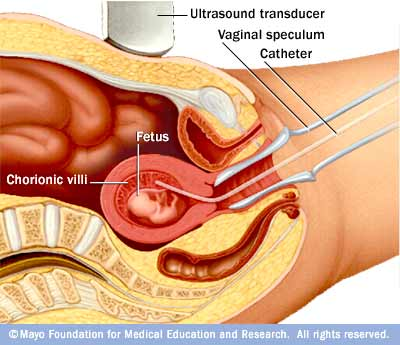 Ultrasound transducer
Vaginal speculum
Catheter
Fetus
Chorionic villi
© Mayo Foundation for Medical Education and Research. All rights reserved.